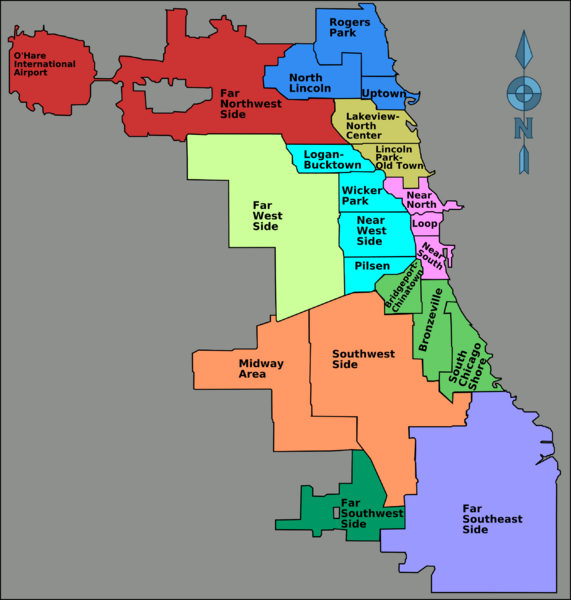 Rogers
Park
O'Hare
International
Airport
North
Lincoln
Uptown
Far
Northwest
Side
Lakeview-
North
Center
Logan-
Bucktown
Lincoln
Park-
Old Town
Wicker
Park
Near
North
Far
West
Side
Near
West
Side
Loop
Near
South
Pilsen
Bridgeport-
Chinatown
Bronzeville
South
Chicago
Shore
Midway
Area
Southwest
Side
Far
Southwest
Side
Far
Southeast
Side
N